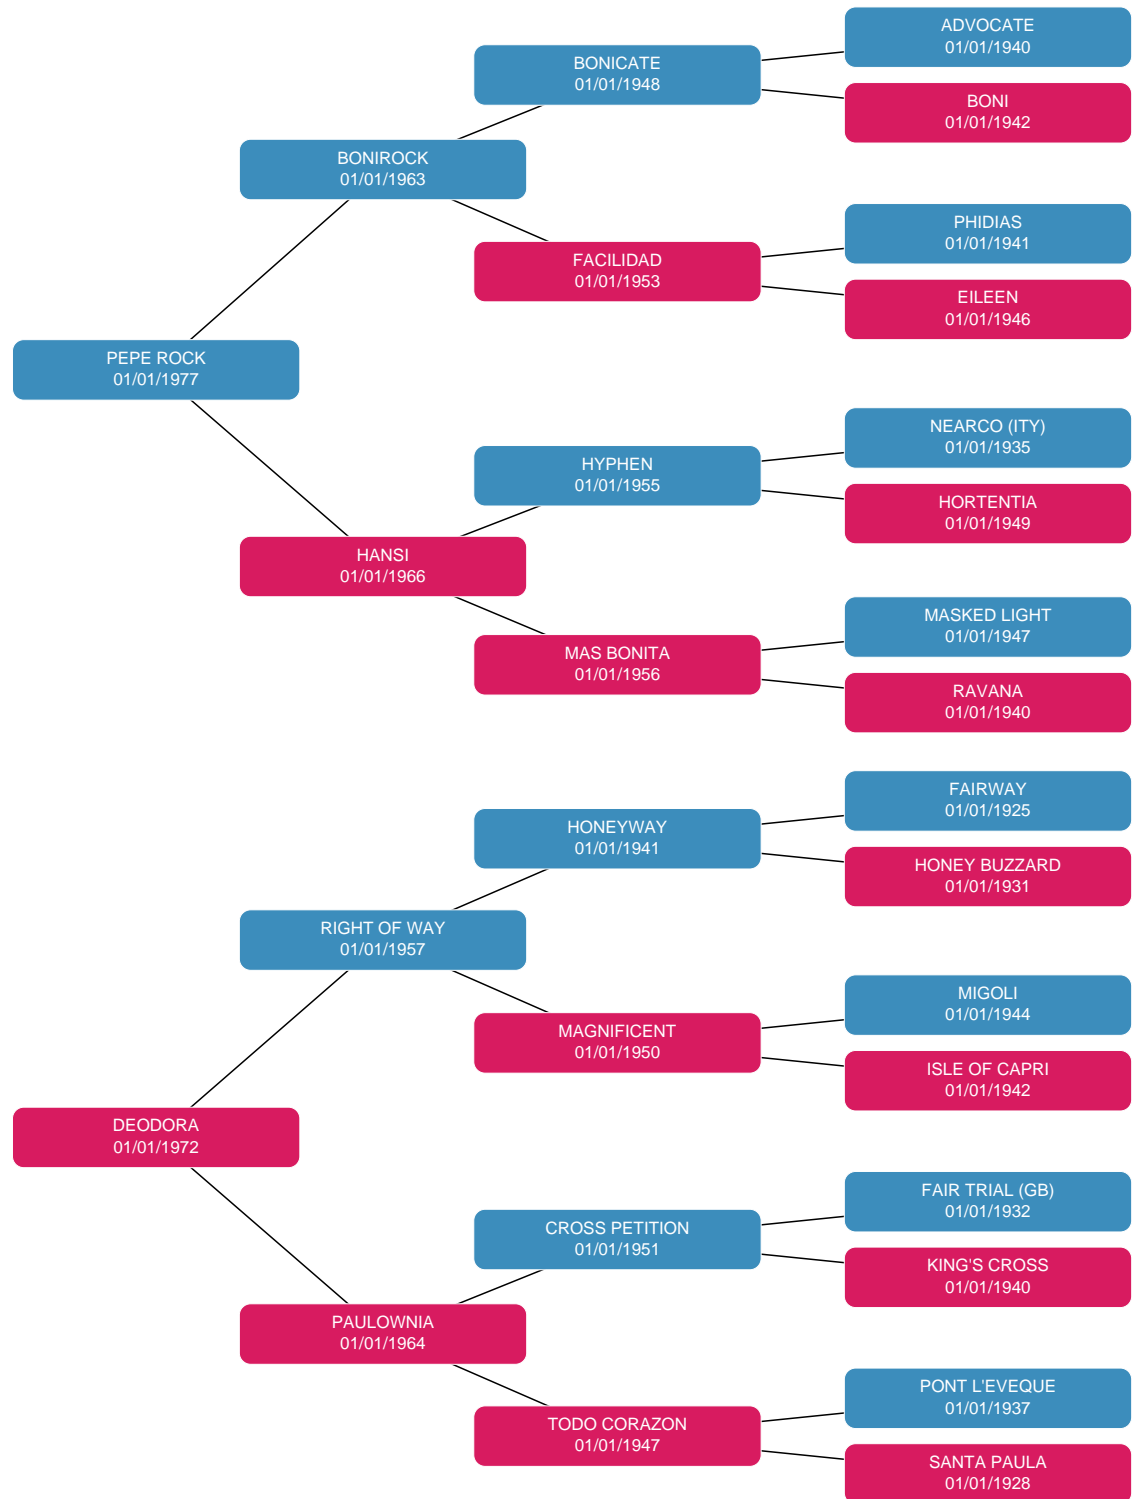 ADVOCATE
01/01/1940
BONICATE
01/01/1948
BONI
01/01/1942
BONIROCK
01/01/1963
PHIDIAS
01/01/1941
FACILIDAD
01/01/1953
EILEEN
01/01/1946
PEPE ROCK
01/01/1977
NEARCO (ITY)
01/01/1935
HYPHEN
01/01/1955
HORTENTIA
01/01/1949
HANSI
01/01/1966
MASKED LIGHT
01/01/1947
MAS BONITA
01/01/1956
RAVANA
01/01/1940
FAIRWAY
01/01/1925
HONEYWAY
01/01/1941
HONEY BUZZARD
01/01/1931
RIGHT OF WAY
01/01/1957
MIGOLI
01/01/1944
MAGNIFICENT
01/01/1950
ISLE OF CAPRI
01/01/1942
DEODORA
01/01/1972
FAIR TRIAL (GB)
01/01/1932
CROSS PETITION
01/01/1951
KING'S CROSS
01/01/1940
PAULOWNIA
01/01/1964
PONT L'EVEQUE
01/01/1937
TODO CORAZON
01/01/1947
SANTA PAULA
01/01/1928